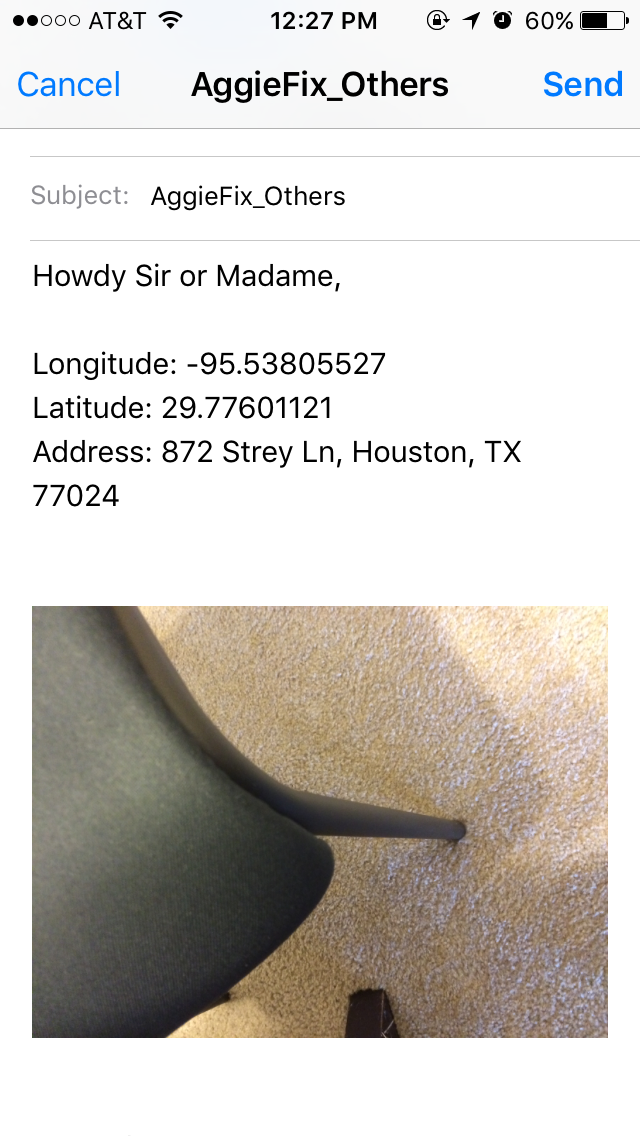 AT&T 12:27 PM 60%
Cancel AggieFix_Others Send
Subject: AggieFix_Others
Howdy Sir or Madame,
Longitude: -95.53805527
Latitude: 29.77601121
Address: 872 Strey Ln, Houston, TX
77024